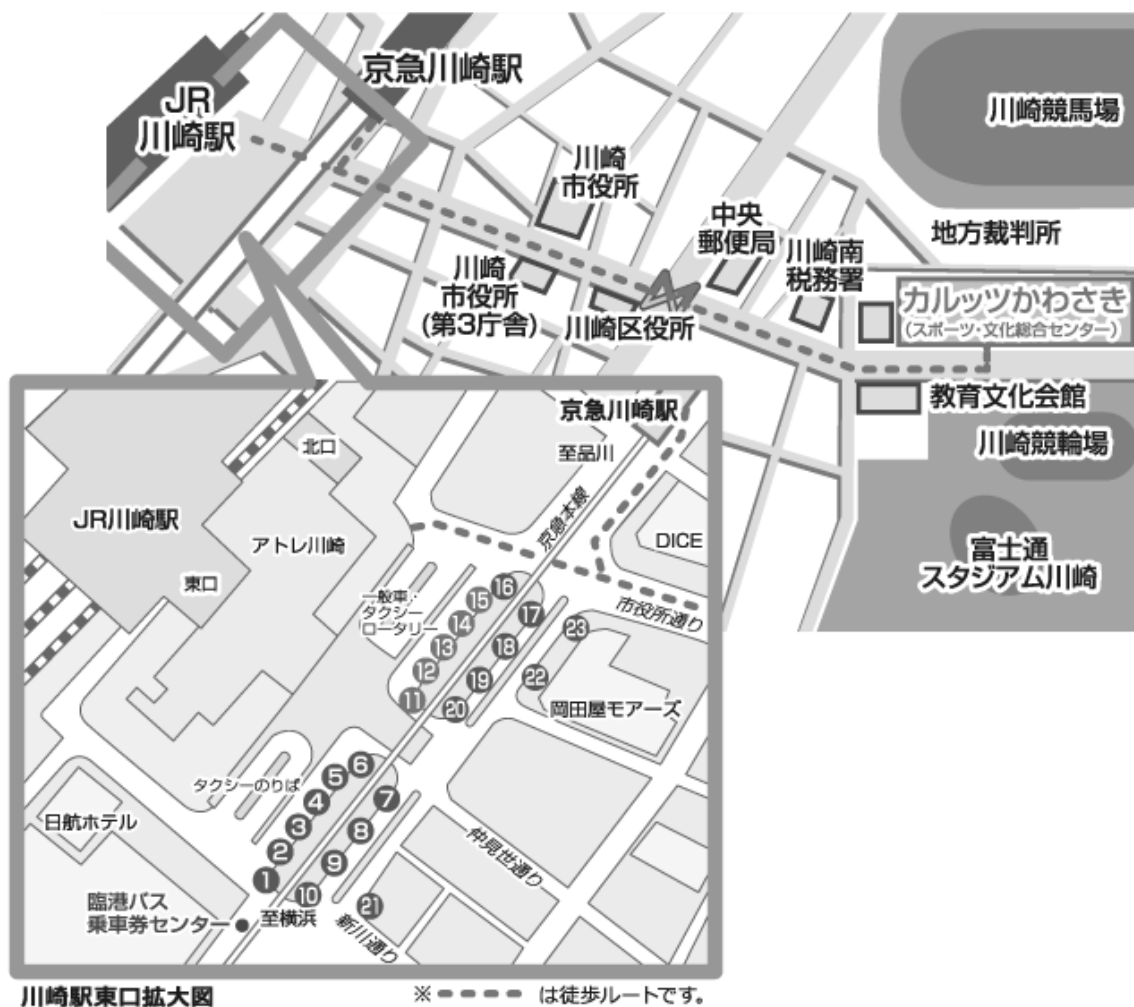 京急川崎駅
JR
川崎駅
川崎競馬場
川崎
市役所
中央
郵便局
川崎南
税務署
地方裁判所
川崎
市役所
(第3庁舎)
川崎区役所
カルッツかわさき
(スポーツ・文化総合センター)
教育文化会館
川崎競輪場
富士通
スタジアム川崎
京急川崎駅
至品川
京急本線
北口
JR川崎駅
アトレ川崎
東口
DICE
市役所通り
一般車・
タクシー
ロータリー
16
15
14
13
12
11
17
18
19
20
23
22
岡田屋モアーズ
タクシーのりば
6
5
4
3
2
1
7
8
9
10
21
日航ホテル
仲見世通り
新川通り
臨港バス
乗車券センター
至横浜
川崎駅東口拡大図
※ は徒歩ルートです。